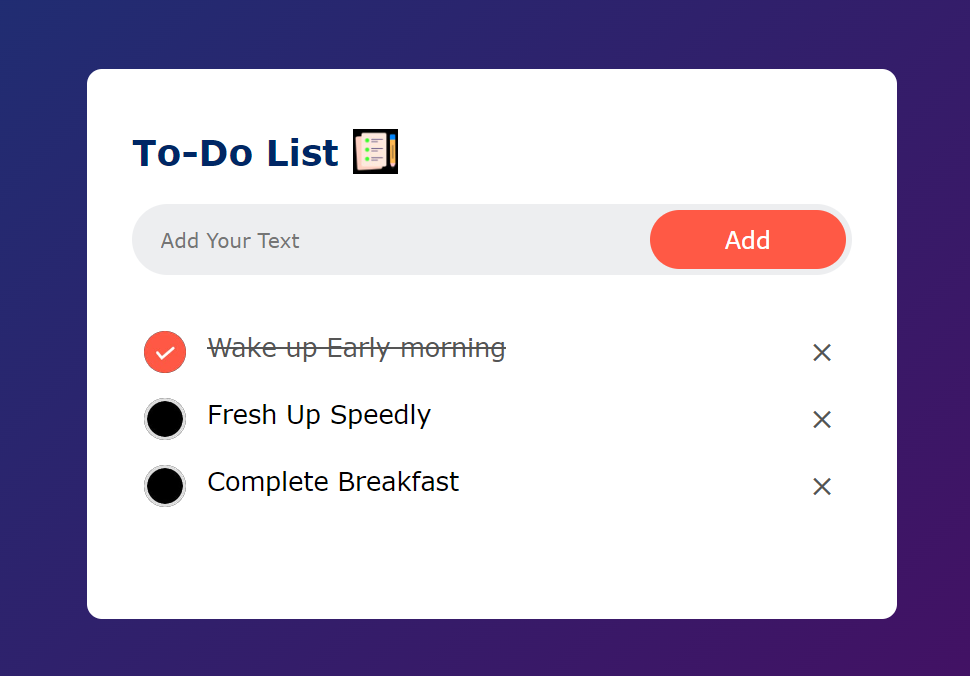 To-Do List
Add Your Text
Add
Wake up Early morning
Fresh Up Speedly
Complete Breakfast